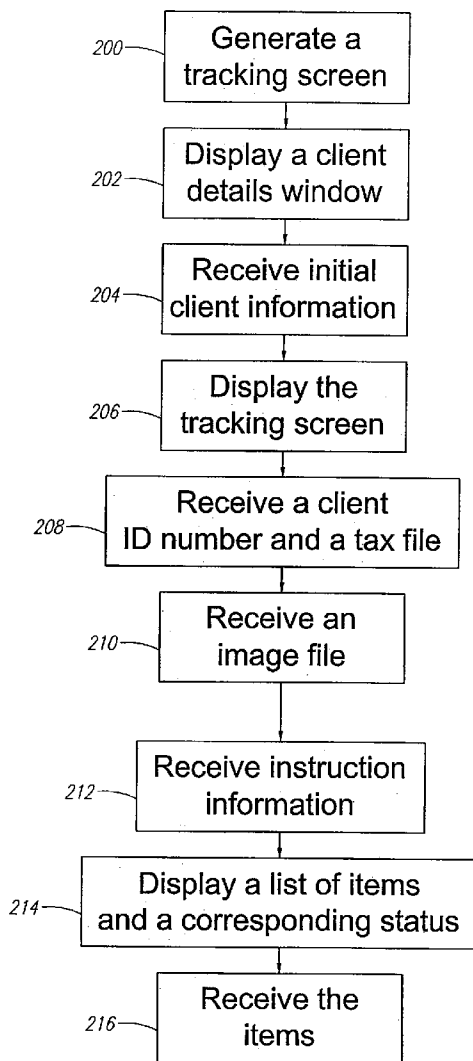 200
Generate a
tracking screen
202
Display a client
details window
204
Receive initial
client information
206
Display the
tracking screen
208
Receive a client
ID number and a tax file
210
Receive an
image file
212
Receive instruction
information
214
Display a list of items
and a corresponding status
216
Receive the
items